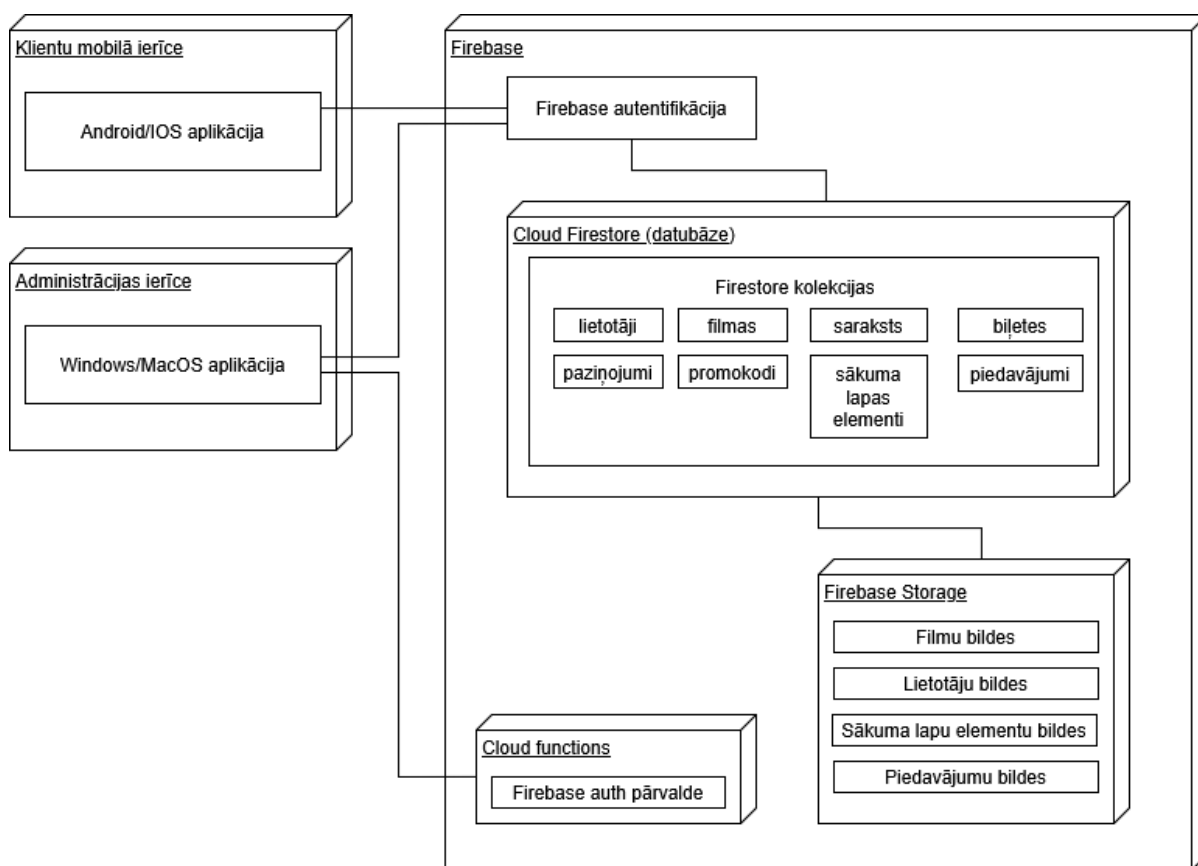 Klientu mobilā ierīce
Android/IOS aplikācija
Administrācijas ierīce
Windows/MacOS aplikācija
Firebase
Firebase autentifikācija
Cloud Firestore (datubāze)
Firestore kolekcijas
lietotāji
filmas
saraksts
biļetes
paziņojumi
promokodi
sākuma
lapas
elementi
piedavājumi
Firebase Storage
Filmu bildes
Lietotāju bildes
Sākuma lapu elementu bildes
Piedavājumu bildes
Cloud functions
Firebase auth pārvalde